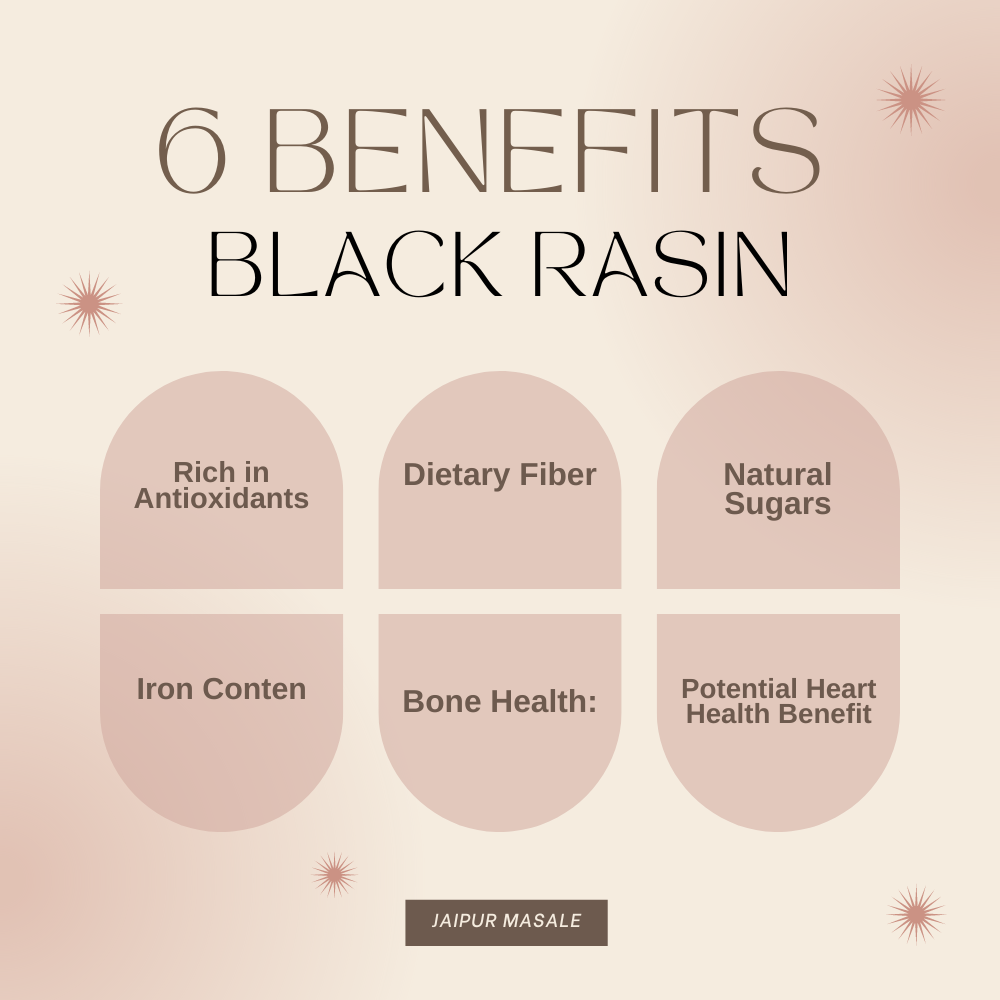 6 BENEFITS
BLACK RASIN
Rich in
Antioxidants
Dietary Fiber
Natural
Sugars
Iron Conten
Bone Health:
Potential Heart
Health Benefit
JAIPUR MASALE